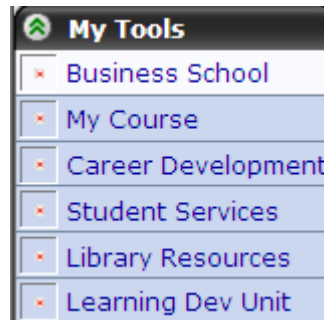 My Tools
Business School
My Course
Career Development
Student Services
Library Resources
Learning Dev Unit